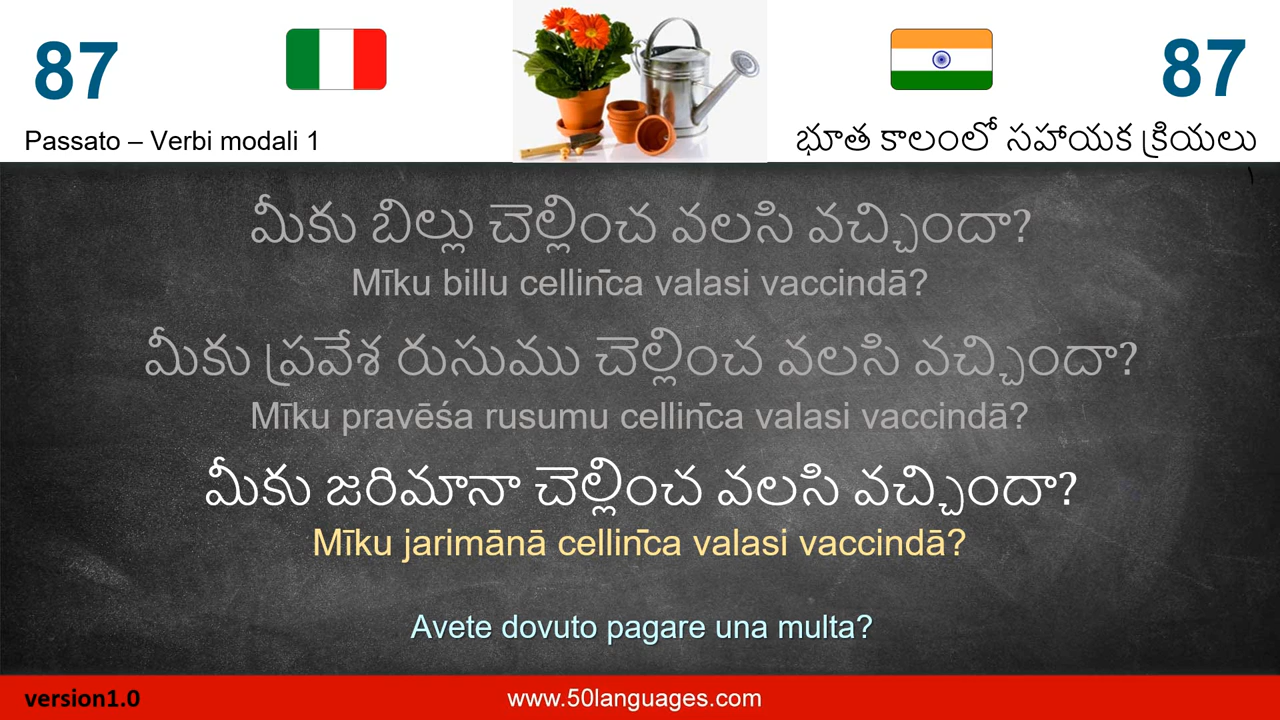 87
87
Passato – Verbi modali 1
భూత కాలంలో సహాయక క్రియలు
1
మీకు బిల్లు చెల్లించ వలసి వచ్చిందా?
Mīku billu cellin̄ca valasi vaccindā?
మీకు ప్రవేశ రుసుము చెల్లించ వలసి వచ్చిందా?
Mīku pravēśa rusumu cellin̄ca valasi vaccindā?
మీకు జరిమానా చెల్లించ వలసి వచ్చిందా?
Mīku jarimānā cellin̄ca valasi vaccindā?
Avete dovuto pagare una multa?
version1.0
www.50languages.com